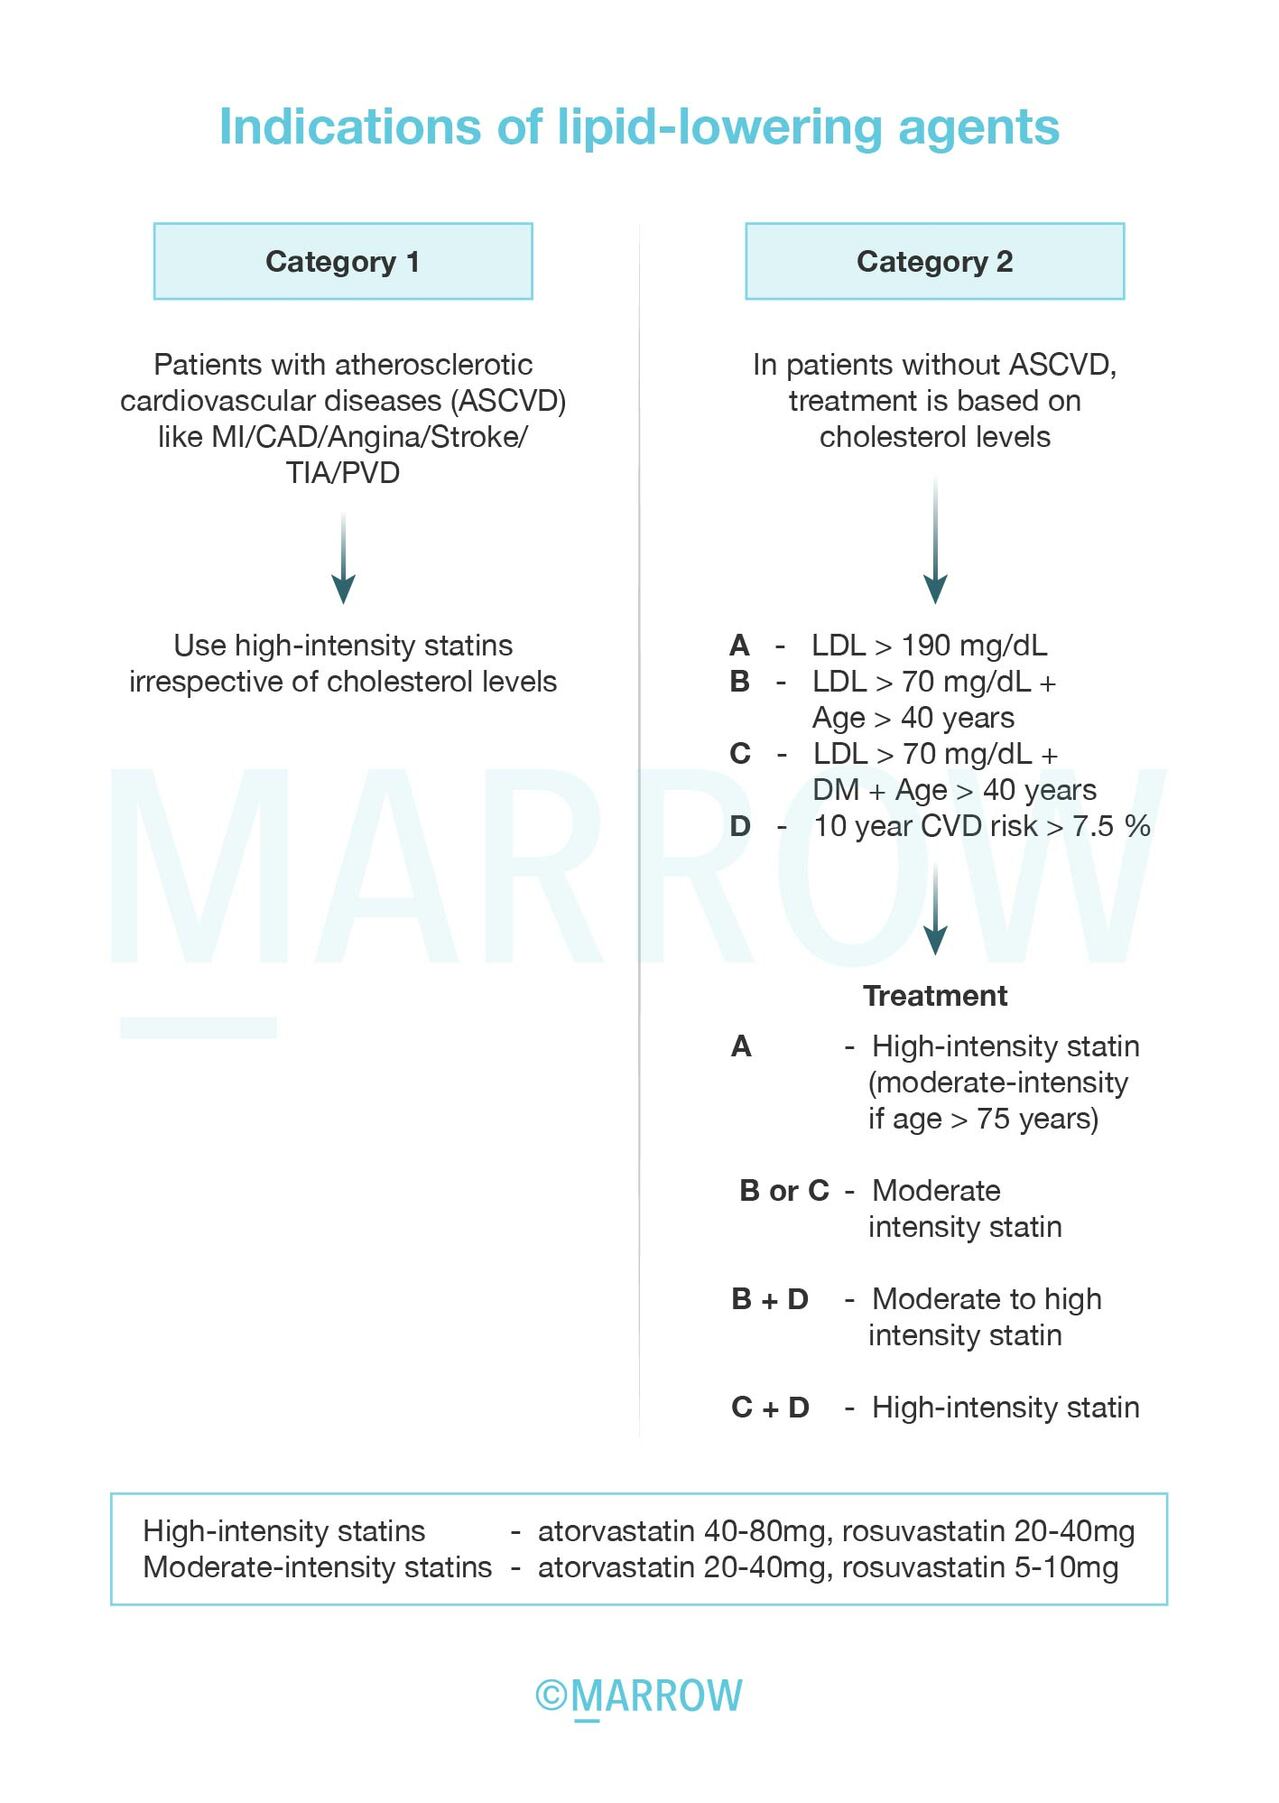 Indications of lipid-lowering agents
Category 1
Patients with atherosclerotic
cardiovascular diseases (ASCVD)
like MI/CAD/Angina/Stroke/
TIA/PVD
Use high-intensity statins
irrespective of cholesterol levels
Category 2
In patients without ASCVD,
treatment is based on
cholesterol levels
A - LDL > 190 mg/dL
B - LDL > 70 mg/dL +
Age > 40 years
C - LDL > 70 mg/dL +
DM + Age > 40 years
D - 10 year CVD risk > 7.5 %
Treatment
A - High-intensity statin
(moderate-intensity
if age > 75 years)
B or C - Moderate
intensity statin
B + D - Moderate to high
intensity statin
C + D - High-intensity statin
MARROW
High-intensity statins - atorvastatin 40-80mg, rosuvastatin 20-40mg
Moderate-intensity statins - atorvastatin 20-40mg, rosuvastatin 5-10mg
©MARROW